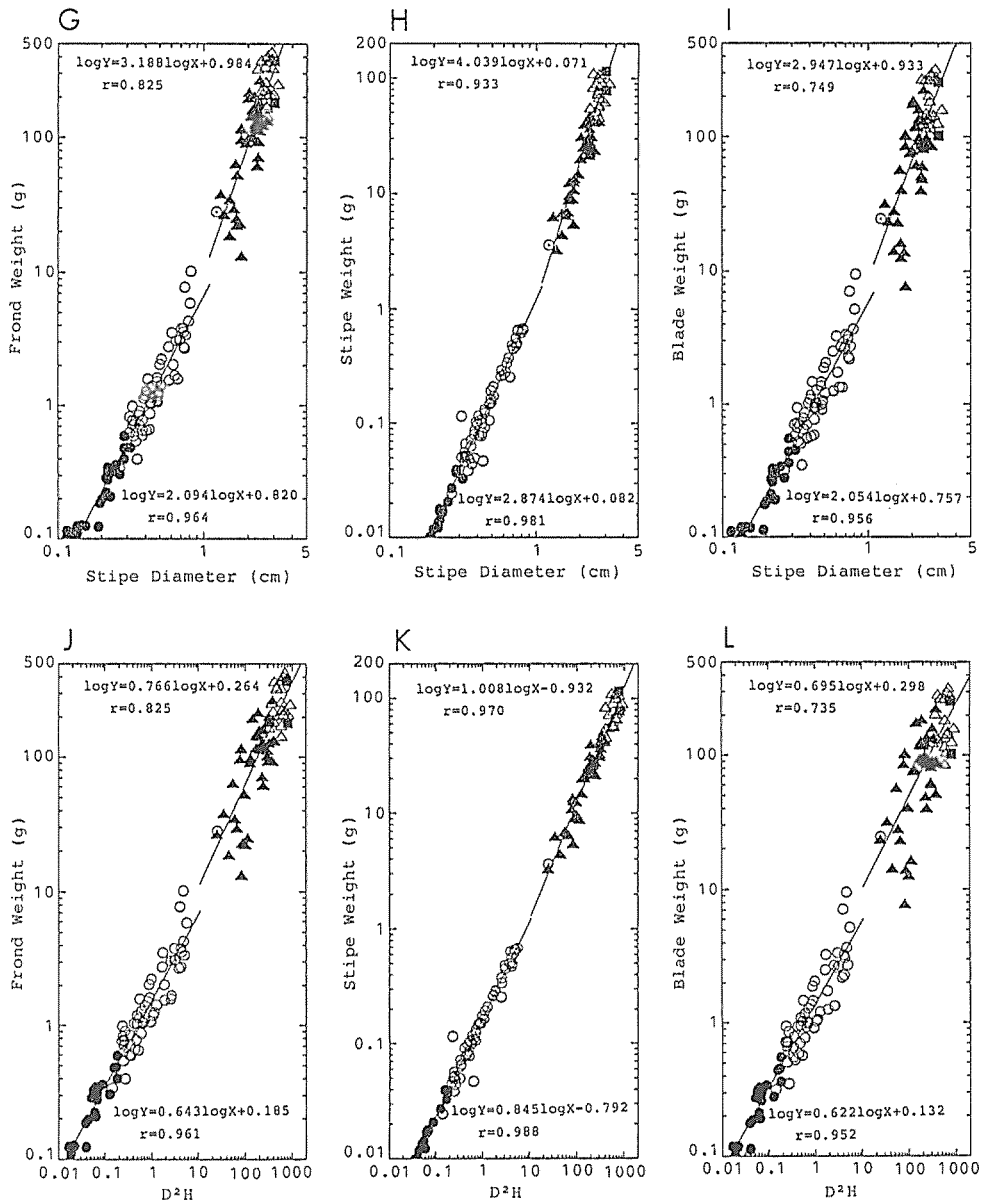 G
500
100
10
1
0.1
0.1
1
5
Frond Weight (g)
Stipe Diameter (cm)
logY=3.188logX+0.984
r=0.825
logY=2.094logX+0.820
r=0.964
H
200
100
10
1
0.1
0.01
0.1
1
5
Stipe Weight (g)
Stipe Diameter (cm)
logY=4.039logX+0.071
r=0.933
logY=2.874logX+0.082
r=0.981
I
500
100
10
1
0.1
0.1
1
5
Blade Weight (g)
Stipe Diameter (cm)
logY=2.947logX+0.933
r=0.749
logY=2.054logX+0.757
r=0.956
J
500
100
10
1
0.1
0.01 0.1 1 10 100 1000
Frond Weight (g)
D²H
logY=0.766logX+0.264
r=0.825
logY=0.643logX+0.185
r=0.961
K
200
100
10
1
0.1
0.01
0.01 0.1 1 10 100 1000
Stipe Weight (g)
D²H
logY=1.008logX-0.932
r=0.970
logY=0.845logX-0.792
r=0.988
L
500
100
10
1
0.1
0.01 0.1 1 10 100 1000
Blade Weight (g)
D²H
logY=0.695logX+0.298
r=0.735
logY=0.622logX+0.132
r=0.952